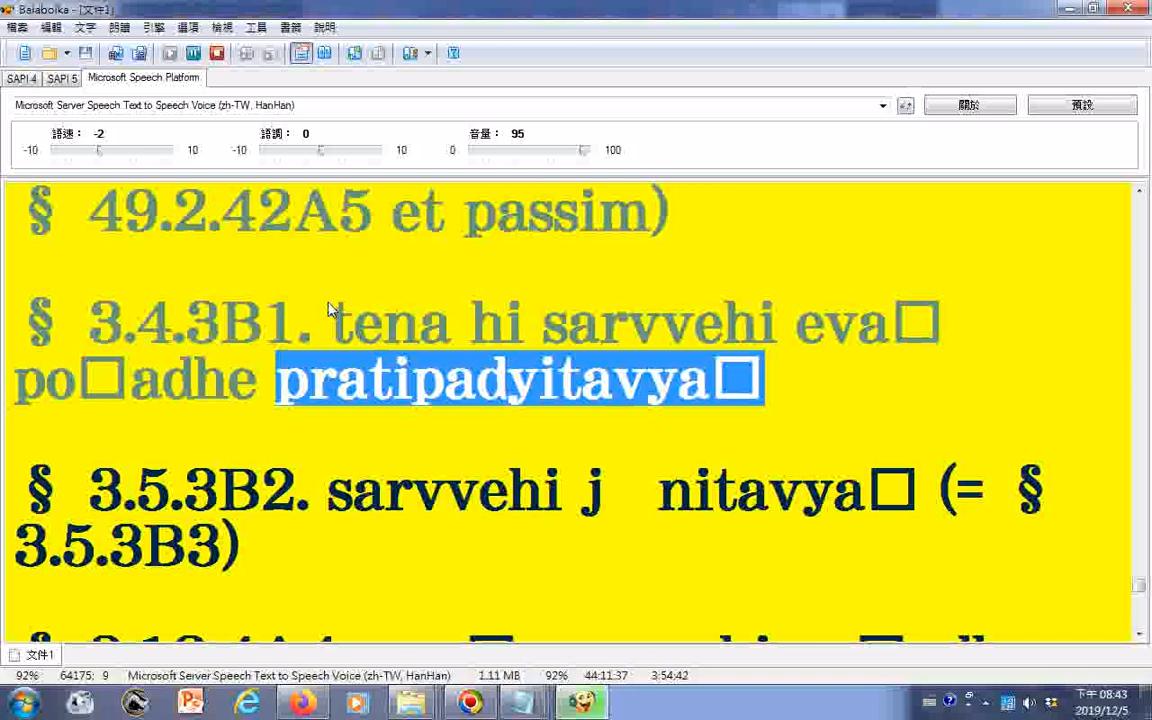 Balabolka - [文件1]
檔案 編輯 文字 朗讀 引擎 選項 檢視 工具 書籤 說明
SAPI 4 SAPI 5 Microsoft Speech Platform
Microsoft Server Speech Text to Speech Voice (zh-TW, HanHan) 關於 預設
語速： -2 語調： 0 音量： 95
-10 10 -10 10 0 100
§ 49.2.42A5 et passim)
§ 3.4.3B1. tena hi sarvvehi eva□
po□adhe pratipadyitavya□
§ 3.5.3B2. sarvvehi j nitavya□ (= §
3.5.3B3)
文件1
92% 64175: 9 Microsoft Server Speech Text to Speech Voice (zh-TW, HanHan) 1.11 MB 92% 44:11:37 3:54:42
下午 08:43
2019/12/5